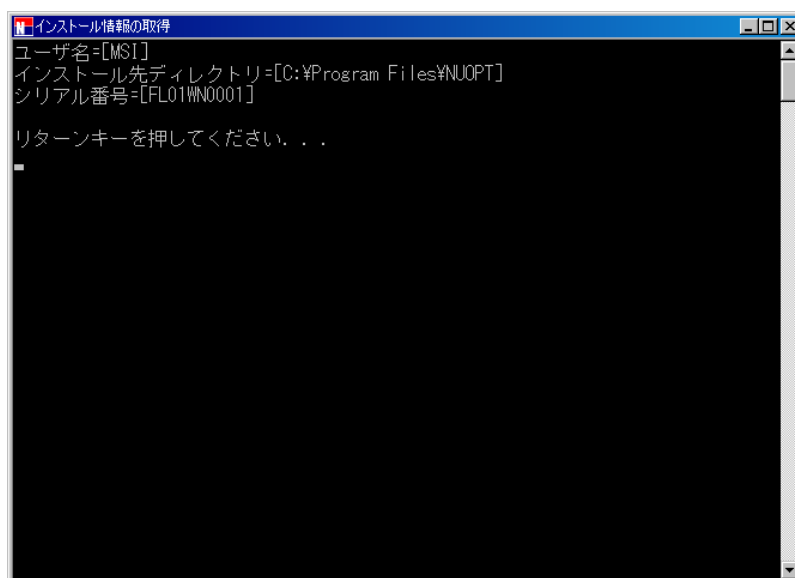 インストール情報の取得
ユーザ名=[MSI]
インストール先ディレクトリ=[C:¥Program Files¥NUOPT]
シリアル番号=[FL01WN0001]
リターンキーを押してください．．．